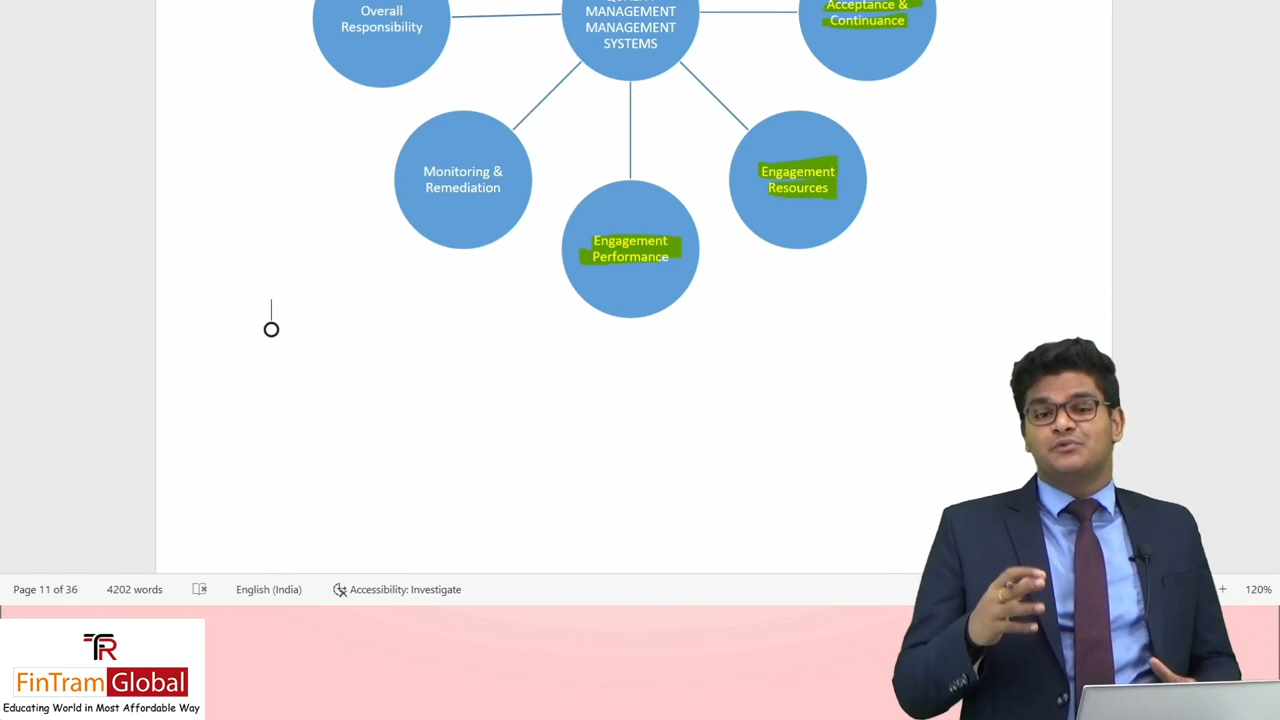 Overall
Responsibility
MANAGEMENT
MANAGEMENT
SYSTEMS
Acceptance &
Continuance
Monitoring &
Remediation
Engagement
Performance
Engagement
Resources
Page 11 of 36
4202 words
English (India)
Accessibility: Investigate
+
120%
TR
FinTram Global
Educating World in Most Affordable Way